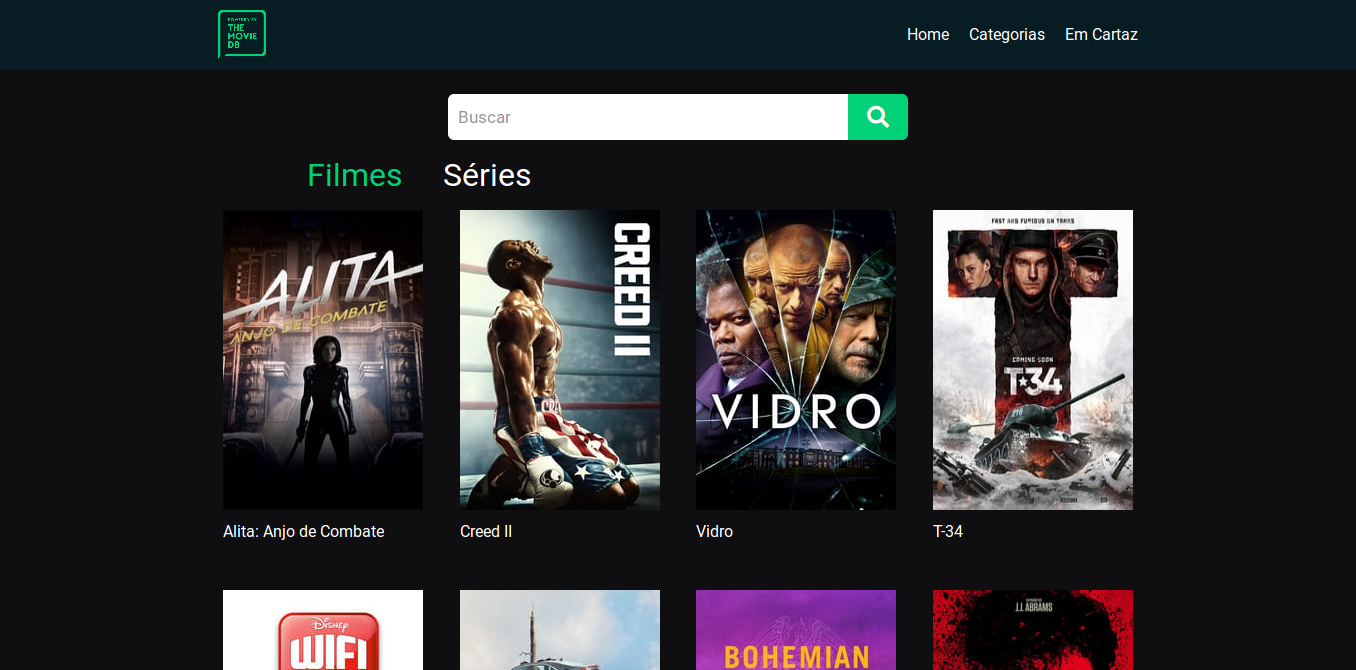 POWERED BY
THE
MOVIE
DB
Home Categorias Em Cartaz
Buscar
Filmes Séries
ALITA
ANJO DE COMBATE
CREED II
VIDRO
FAST AND FURIOUS ON TANKS
COMING SOON
T-34
Alita: Anjo de Combate
Creed II
Vidro
T-34
Disney
WIFI
BOHEMIAN
J.J. ABRAMS